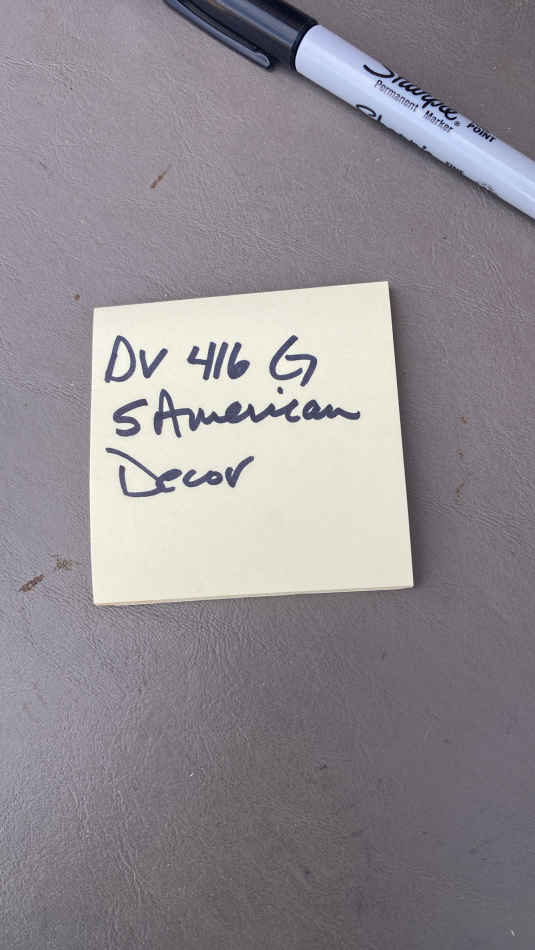 Sharpie®
Permanent Marker
POINT
DV 416 G
5 American
Decor